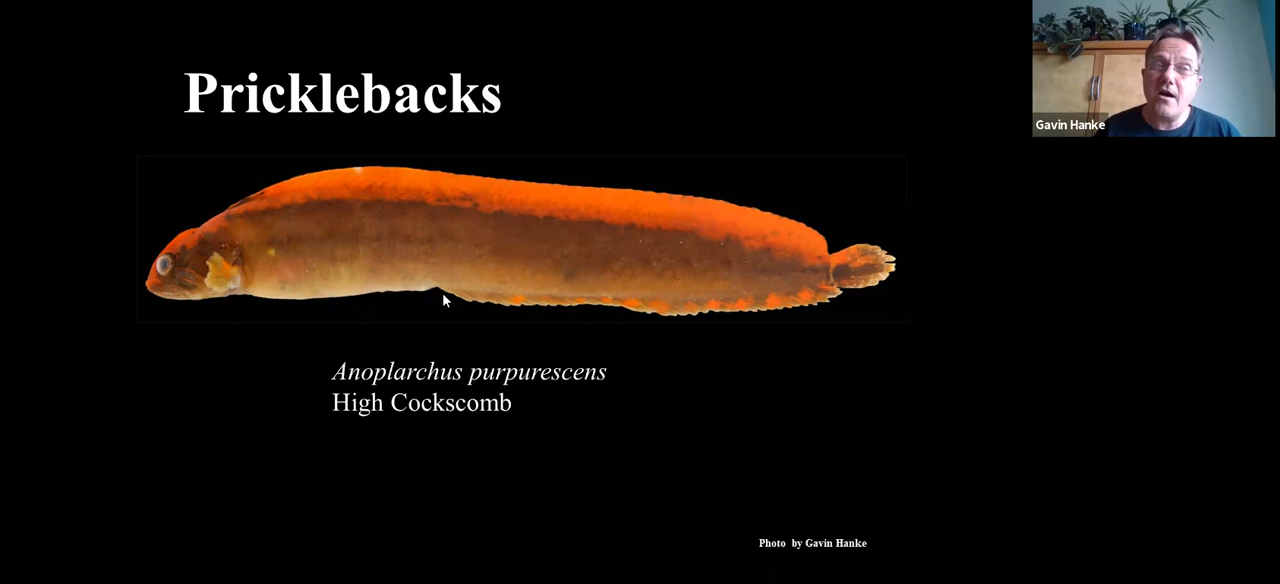 Pricklebacks
Gavin Hanke
Anoplarchus purpurescens
High Cockscomb
Photo by Gavin Hanke